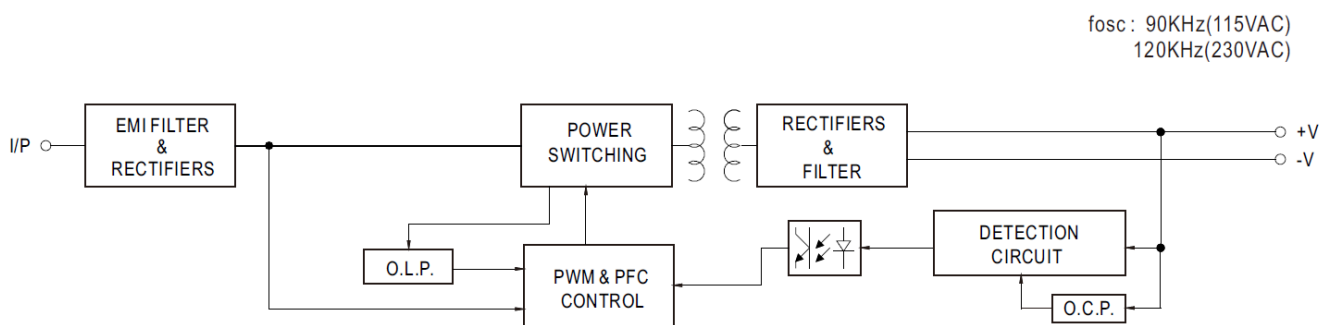 fosc : 90KHz(115VAC)
120KHz(230VAC)
I/P
EMI FILTER
&
RECTIFIERS
POWER
SWITCHING
RECTIFIERS
&
FILTER
+V
-V
O.L.P.
PWM & PFC
CONTROL
DETECTION
CIRCUIT
O.C.P.